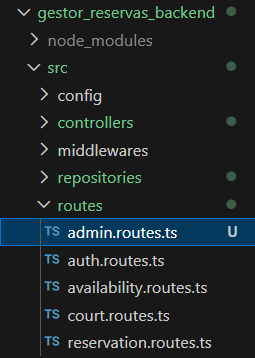 gestor_reservas_backend
node_modules
src
config
controllers
middlewares
repositories
routes
TS admin.routes.ts U
TS auth.routes.ts
TS availability.routes.ts
TS court.routes.ts
TS reservation.routes.ts